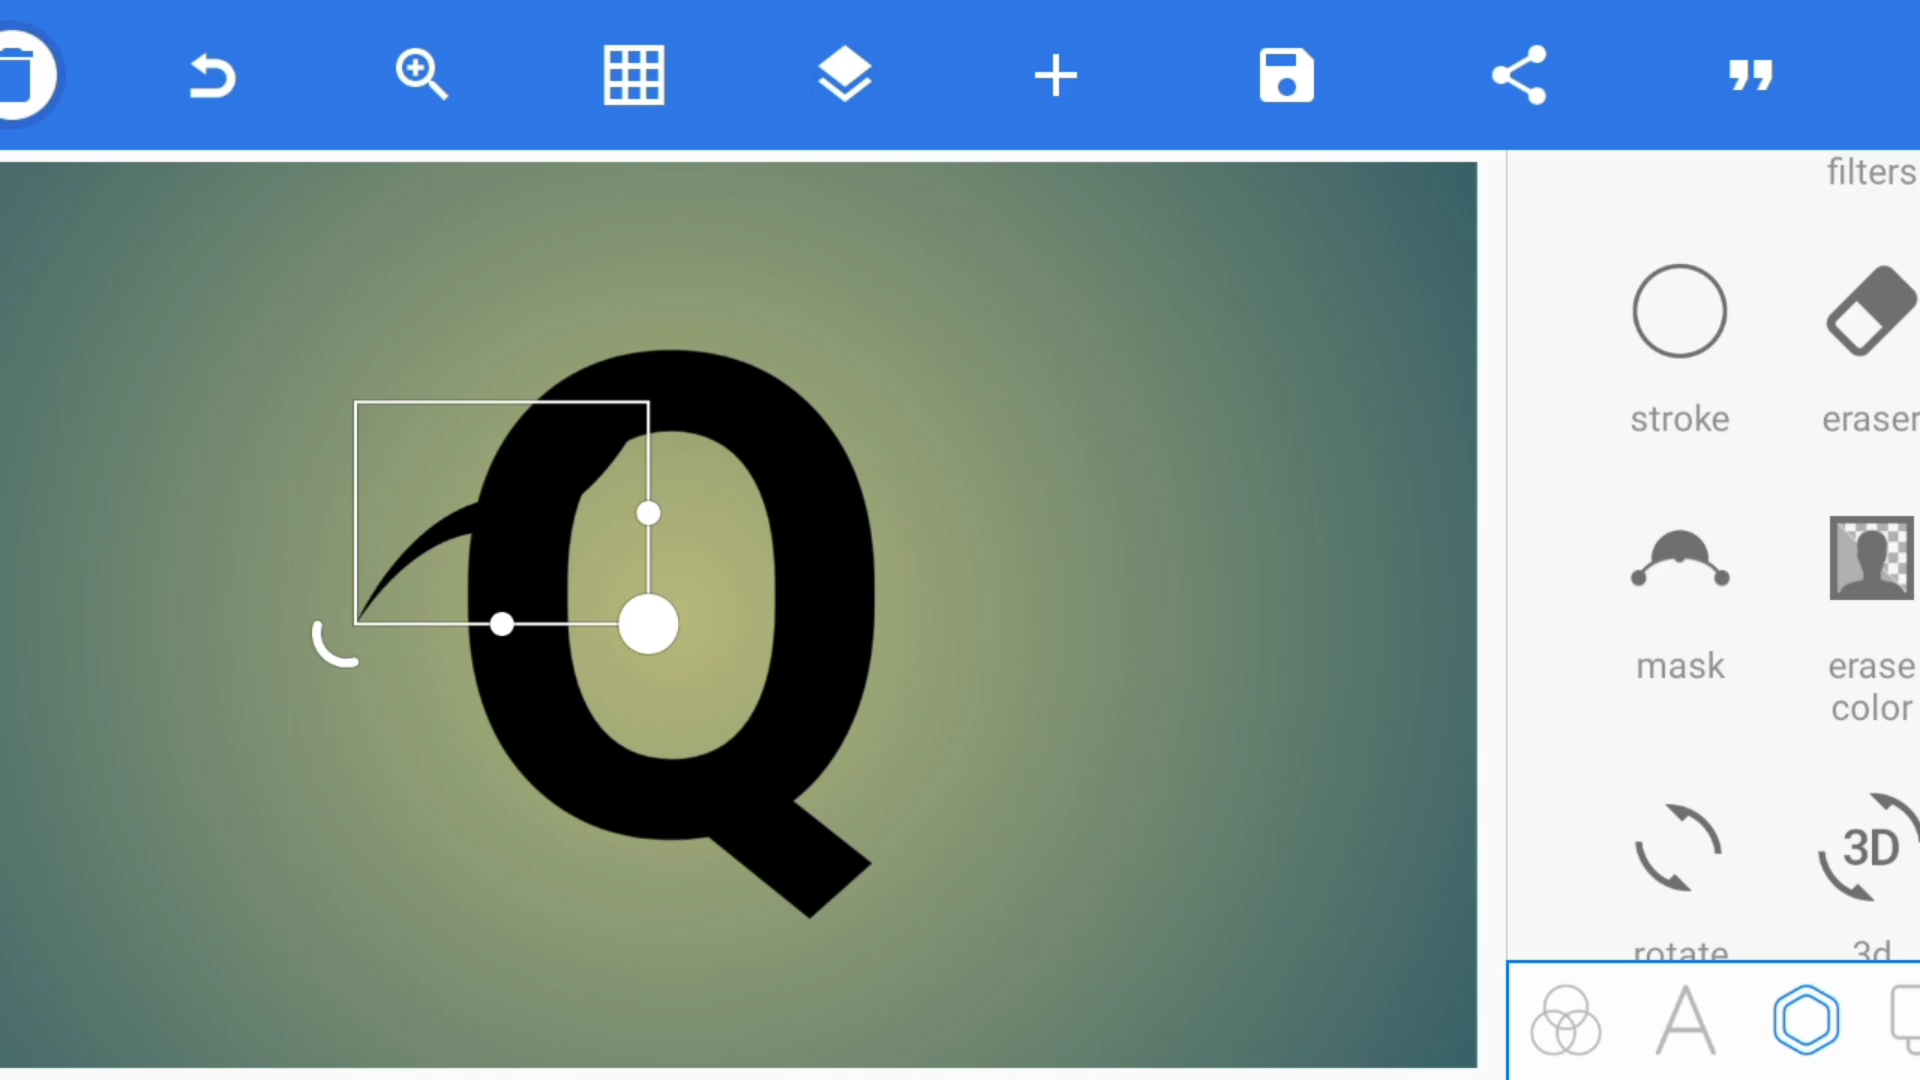 filters
stroke
eraser
Q
mask
erase
color
3D
rotate
3d
A